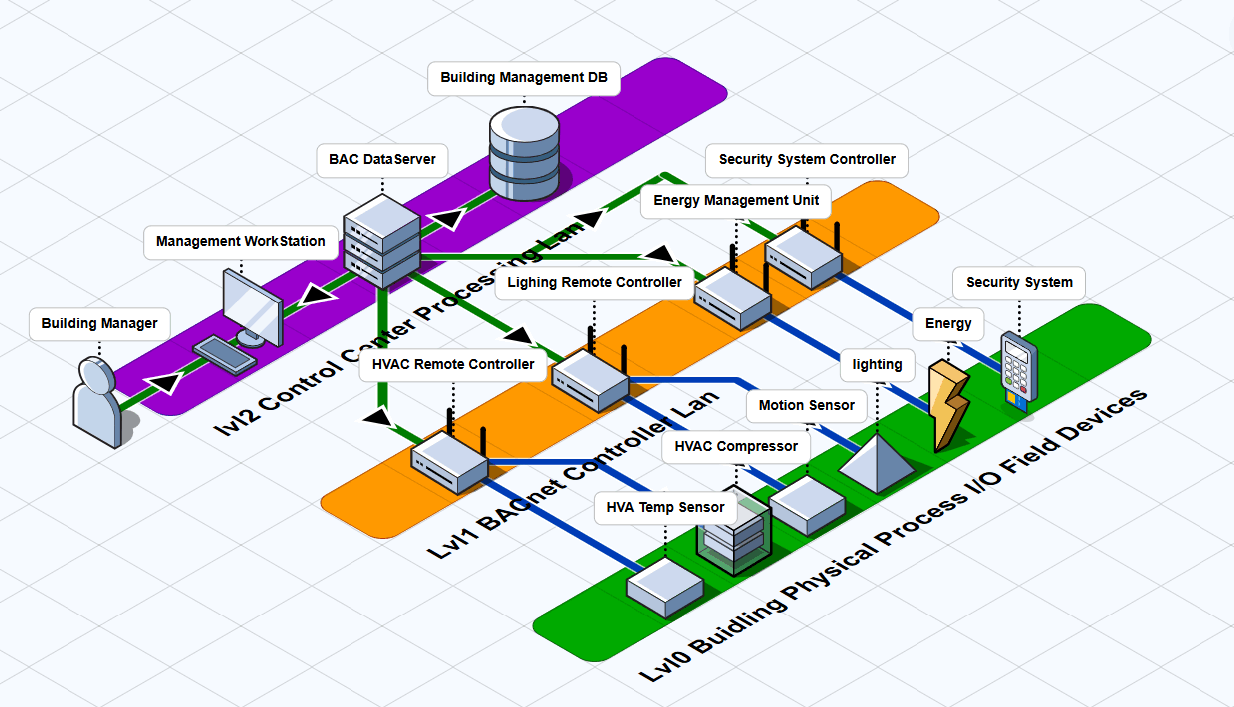 Building Management DB
BAC DataServer
Security System Controller
Energy Management Unit
Management WorkStation
Lighing Remote Controller
Security System
Building Manager
Energy
HVAC Remote Controller
lighting
Motion Sensor
HVAC Compressor
HVA Temp Sensor
lvl2 Control Center Processing Lan
Lvl1 BACnet Controller Lan
Lvl0 Buidling Physical Process I/O Field Devices